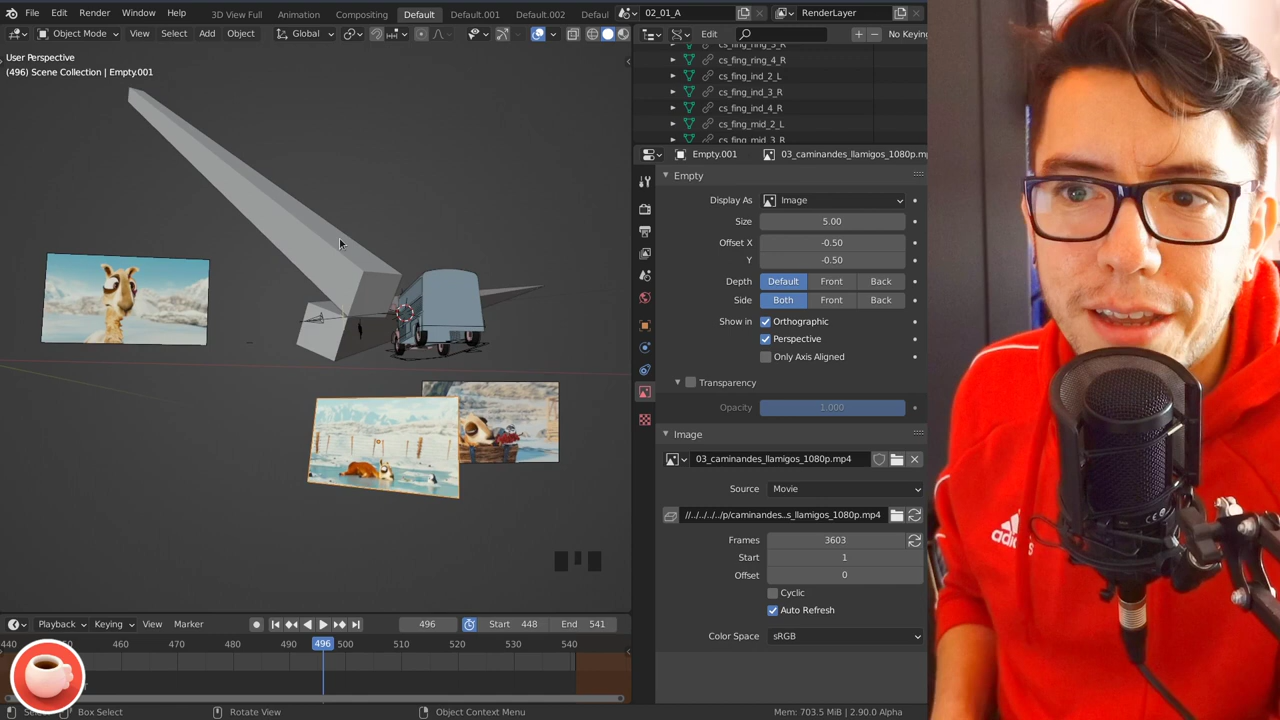 File Edit Render Window Help 3D View Full Animation Compositing Default Default.001 Default.002 Defaul 02_01_A RenderLayer
Object Mode View Select Add Object Global Edit No Keying
User Perspective
(496) Scene Collection | Empty.001
cs_fing_ring_3_R
cs_fing_ring_4_R
cs_fing_ind_2_L
cs_fing_ind_3_R
cs_fing_ind_4_R
cs_fing_mid_2_L
cs_fing_mid_3_R
Empty.001 03_caminandes_llamigos_1080p.m
Empty
Display As Image
Size 5.00
Offset X -0.50
Y -0.50
Depth Default Front Back
Side Both Front Back
Show in Orthographic
Perspective
Only Axis Aligned
Transparency
Opacity 1.000
Image
03_caminandes_llamigos_1080p.mp4
Source Movie
//../../../../p/caminandes..s_llamigos_1080p.mp4
Frames 3603
Start 1
Offset 0
Cyclic
Auto Refresh
Color Space sRGB
Playback Keying View Marker 496 Start 448 End 541
440 460 470 480 490 496 500 510 520 530 540
adidas
Box Select Rotate View Object Context Menu Mem: 703.5 MiB | 2.90.0 Alpha